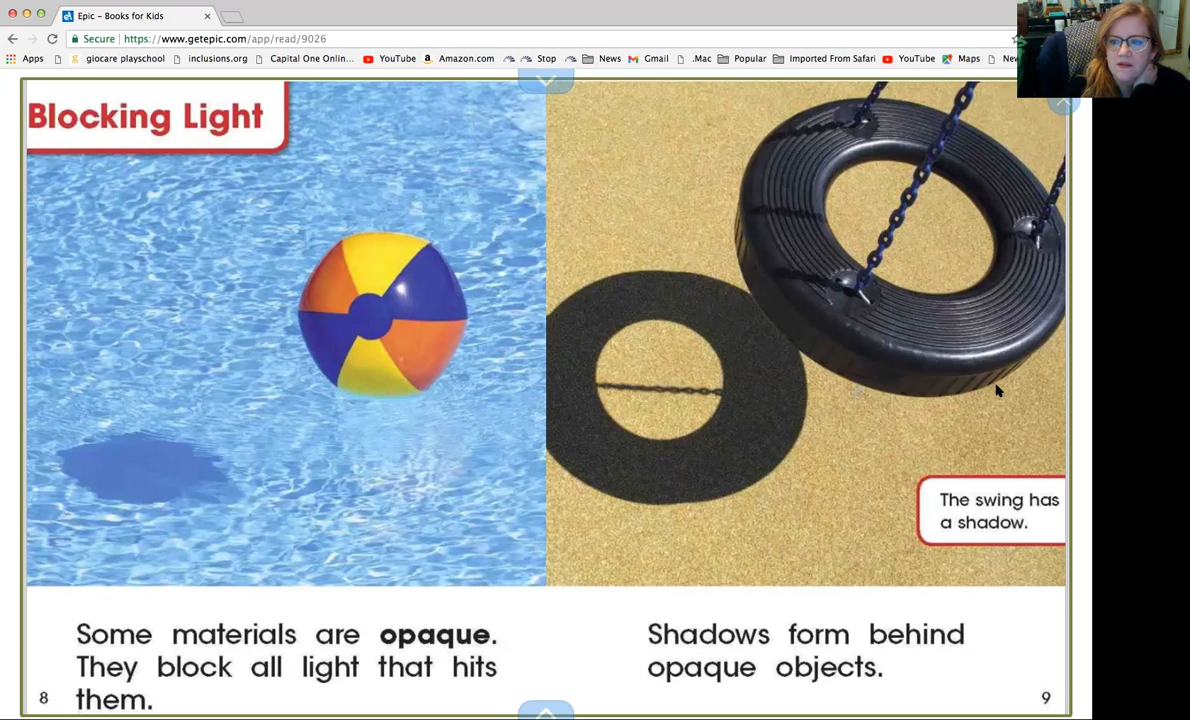 Epic - Books for Kids
Secure https://www.getepic.com/app/read/9026
Apps giocare playschool inclusions.org Capital One Onlin... YouTube Amazon.com Stop News Gmail .Mac Popular Imported From Safari YouTube Maps
Blocking Light
The swing has
a shadow.
Some materials are opaque.
They block all light that hits
them.
8
Shadows form behind
opaque objects.
9